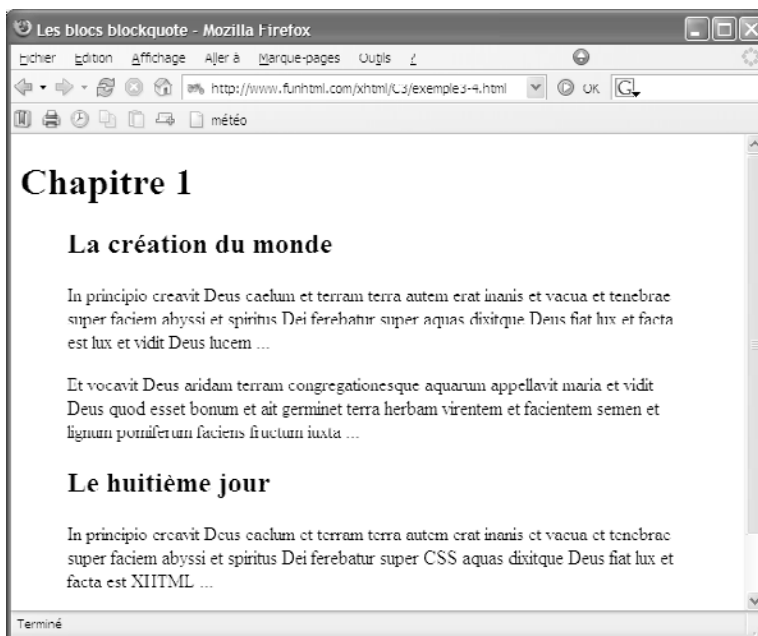 Les blocs blockquote - Mozilla Firefox
Fichier Edition Affichage Aller à Marque-pages Outils ?
http://www.funhtml.com/xhtml/C3/exemple3-4.html OK G
météo
Chapitre 1
La création du monde
In principio creavit Deus caelum et terram terra autem erat inanis et vacua et tenebrae
super faciem abyssi et spiritus Dei ferebatur super aquas dixitque Deus fiat lux et facta
est lux et vidit Deus lucem ...
Et vocavit Deus aridam terram congregationesque aquarum appellavit maria et vidit
Deus quod esset bonum et ait germinet terra herbam virentem et facientem semen et
lignum pomiferum faciens fructum iuxta ...
Le huitième jour
In principio creavit Deus caelum et terram terra autem erat inanis et vacua et tenebrae
super faciem abyssi et spiritus Dei ferebatur super CSS aquas dixitque Deus fiat lux et
facta est XHTML ...
Terminé